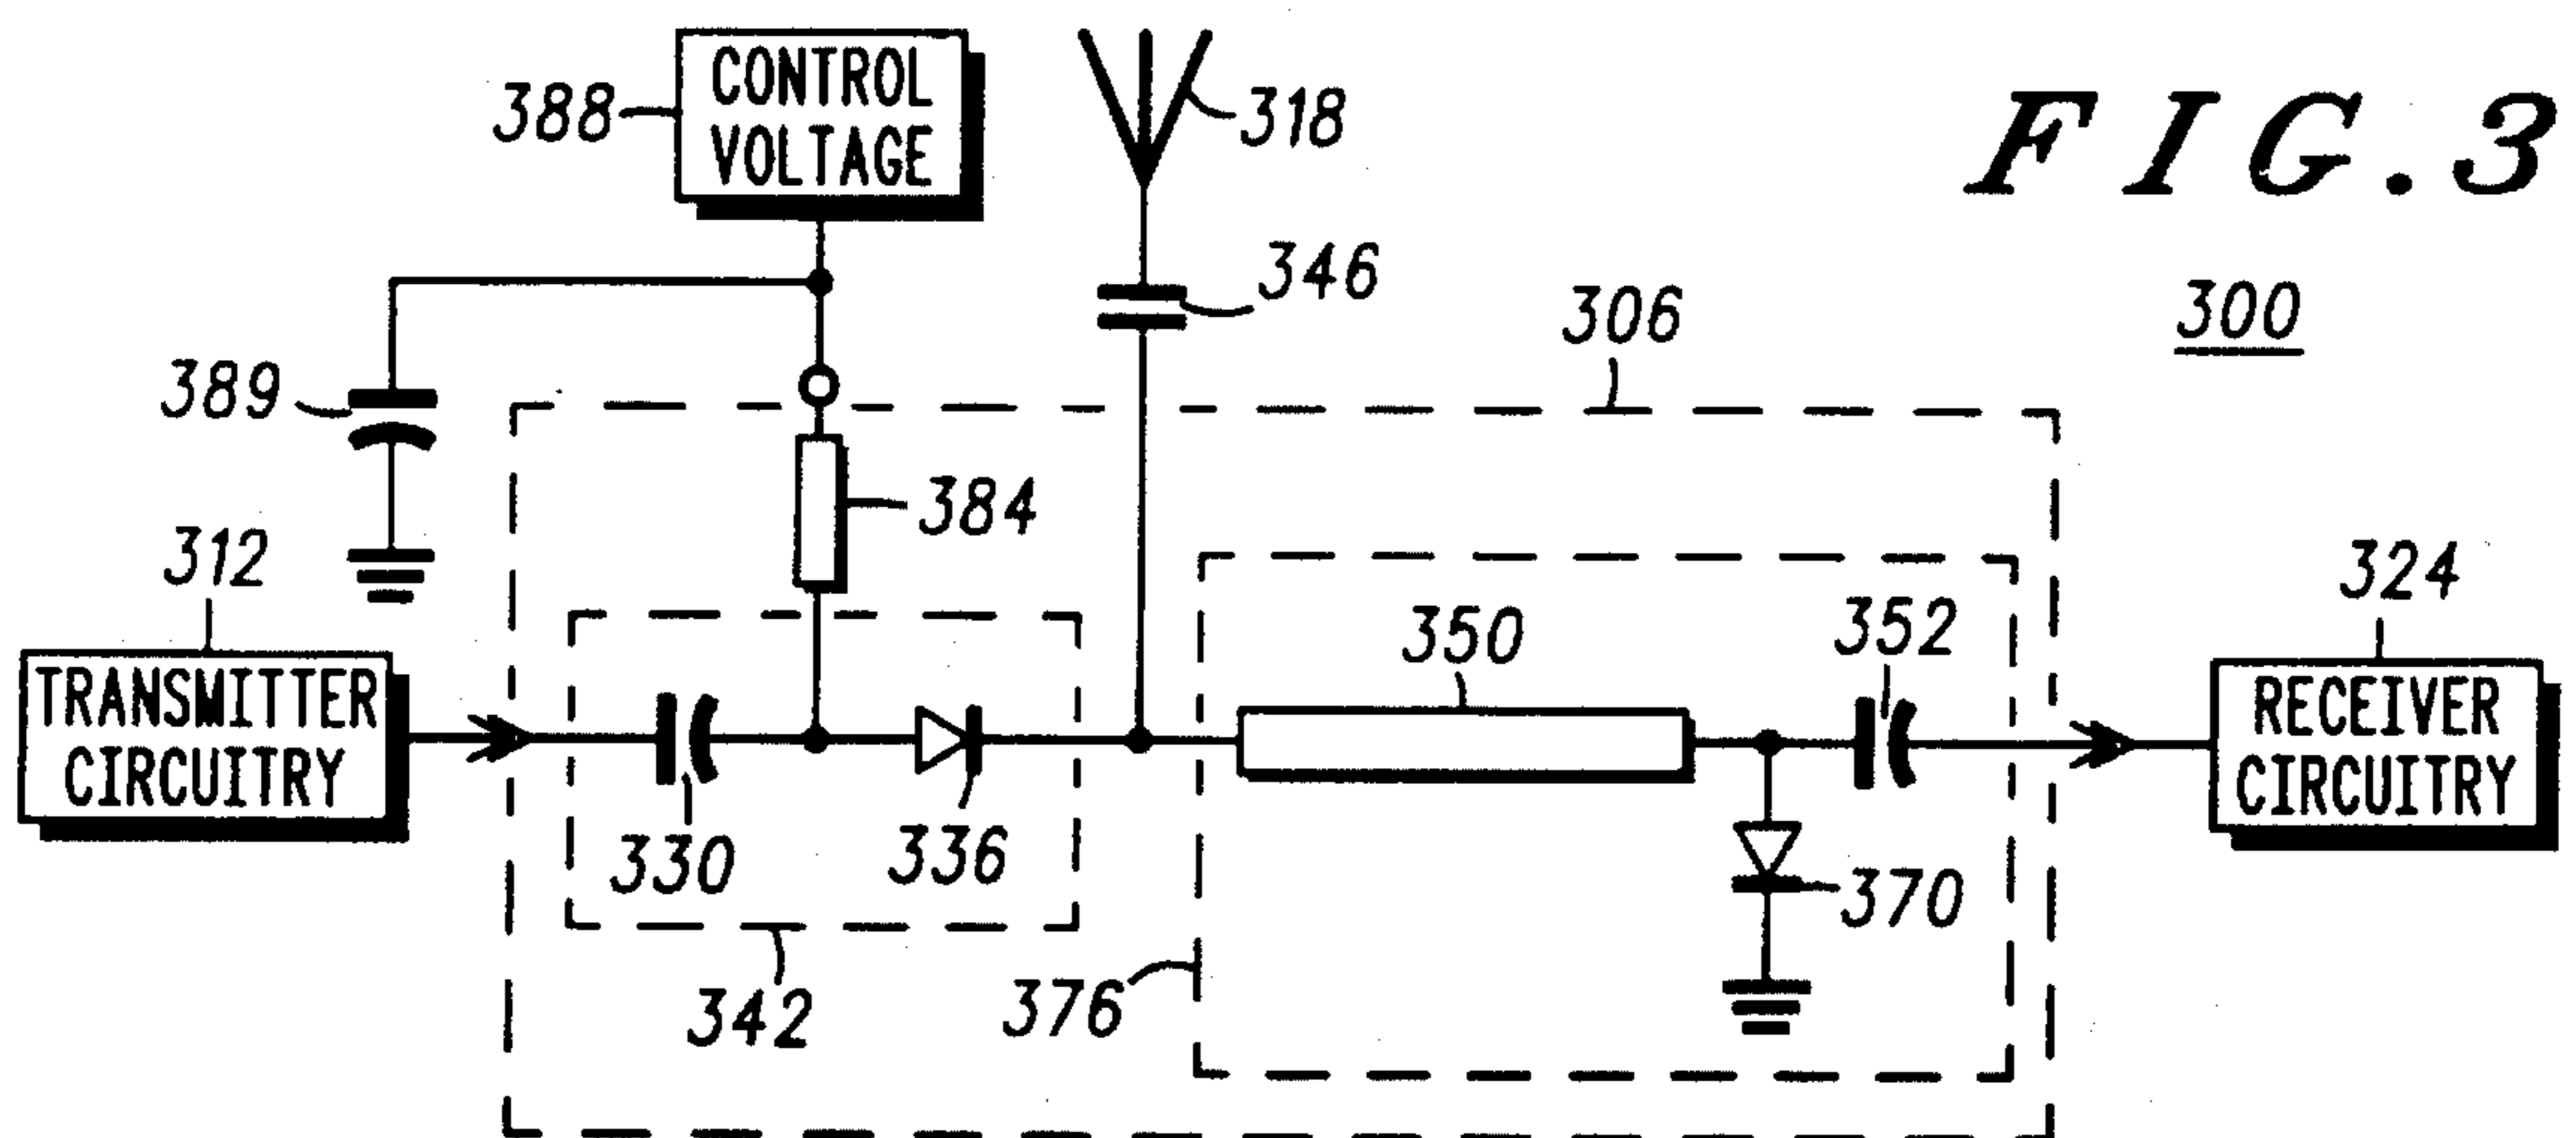 FIG.3
CONTROL
VOLTAGE
388
318
346
306
300
389
384
312
TRANSMITTER
CIRCUITRY
350
352
324
RECEIVER
CIRCUITRY
330
336
370
342
376